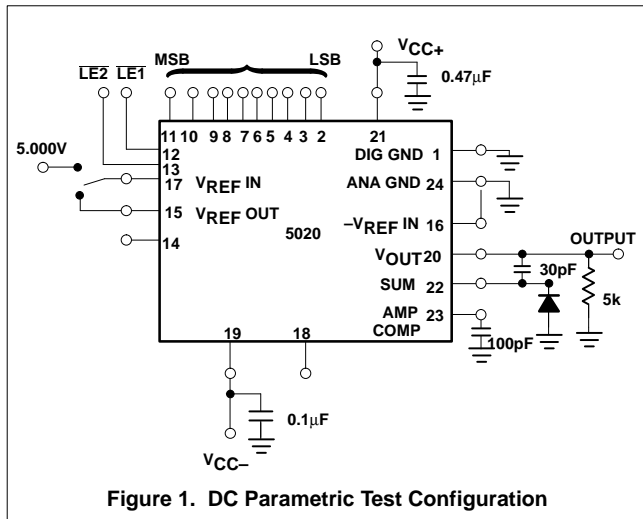 VCC+
LE2 LE1 MSB LSB
0.47μF
11 10 9 8 7 6 5 4 3 2 21
5.000V
12
13
DIG GND 1
17 VREF IN
ANA GND 24
15 VREF OUT
–VREF IN 16
14
5020
VOUT 20
OUTPUT
30pF
SUM 22
5k
AMP COMP 23
100pF
19 18
0.1μF
VCC–
Figure 1. DC Parametric Test Configuration